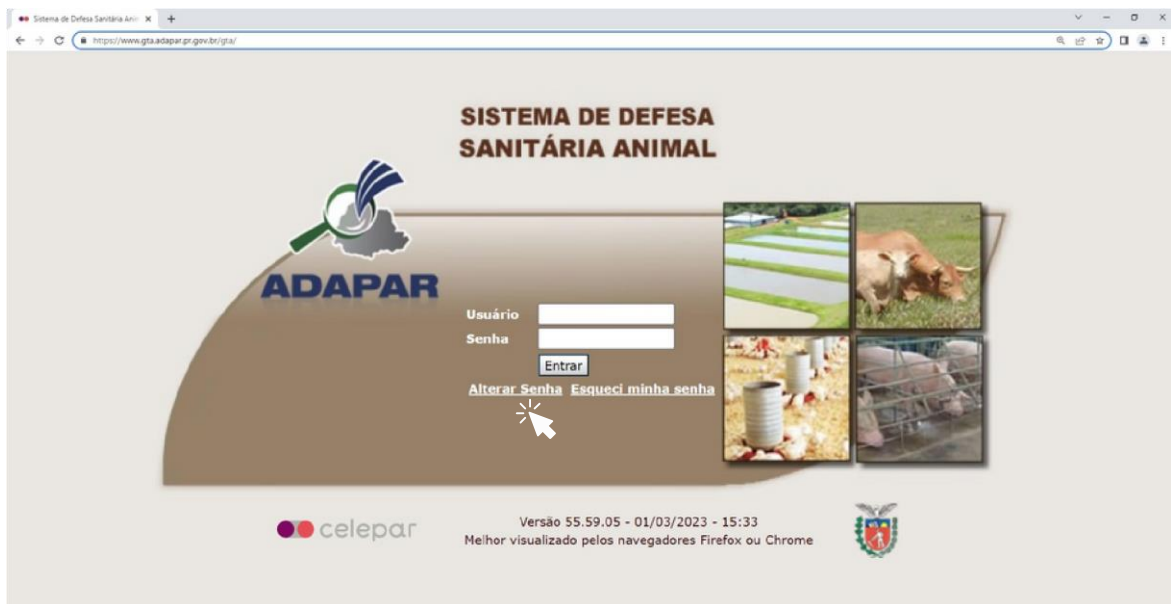 Sistema de Defesa Sanitária Anim
https://www.gta.adapar.pr.gov.br/gta/
SISTEMA DE DEFESA
SANITÁRIA ANIMAL
ADAPAR
Usuário
Senha
Entrar
Alterar Senha Esqueci minha senha
celepar
Versão 55.59.05 - 01/03/2023 - 15:33
Melhor visualizado pelos navegadores Firefox ou Chrome